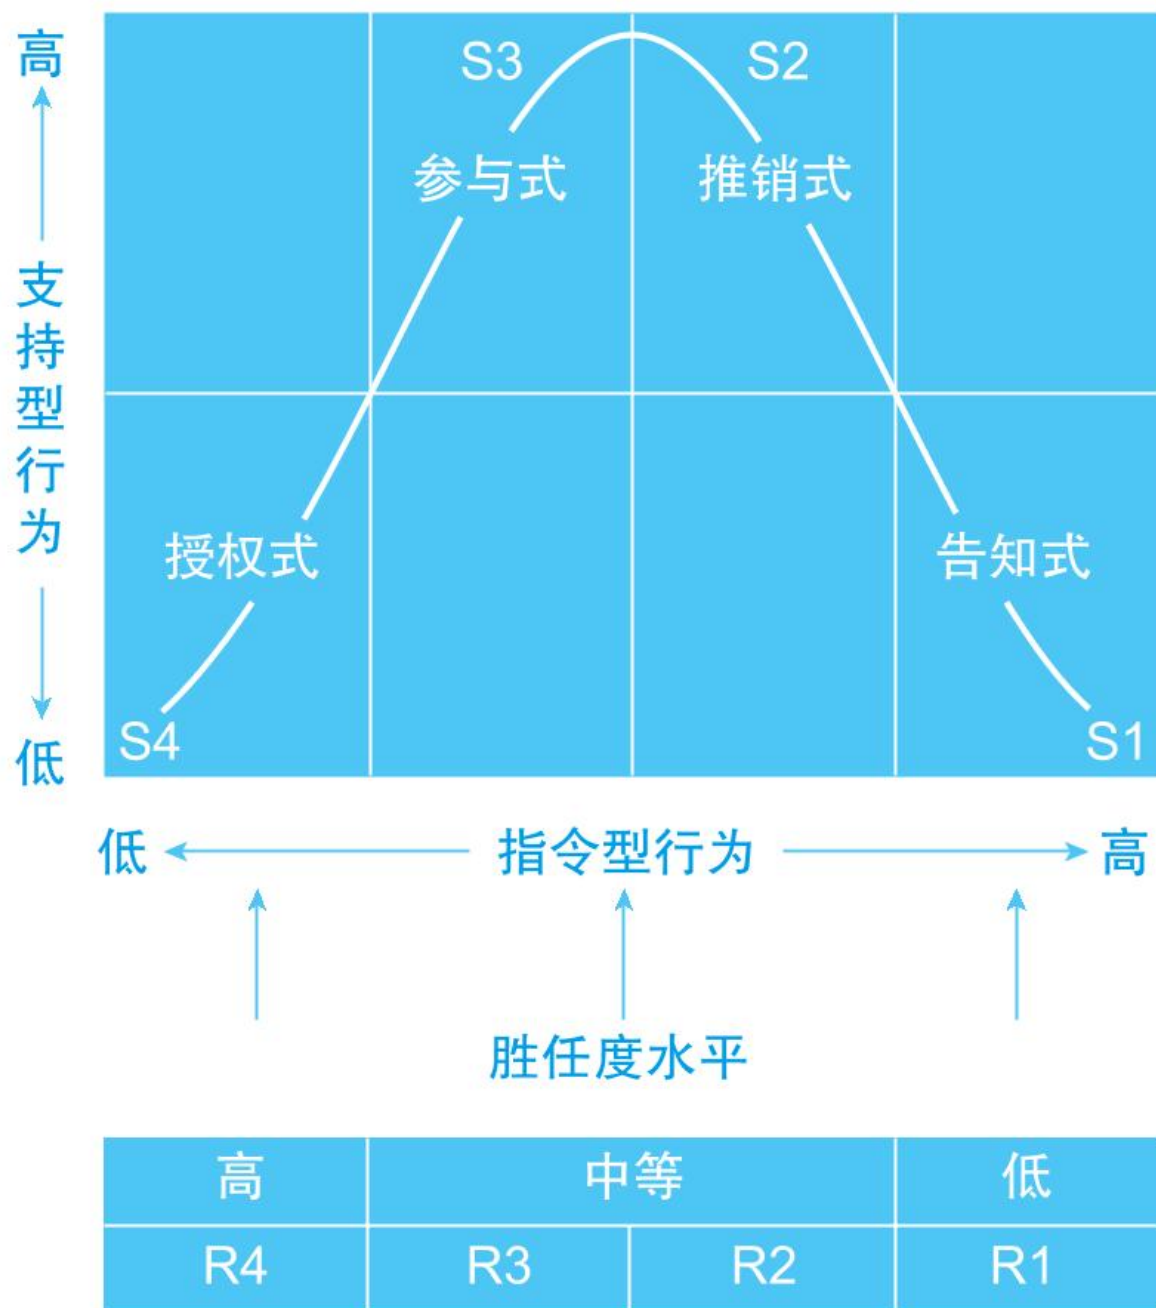 高
S3 S2
参与式 推销式
支持型行为
授权式 告知式
低
S4 S1
低 指令型行为 高
胜任度水平
高 中等 低
R4 R3 R2 R1